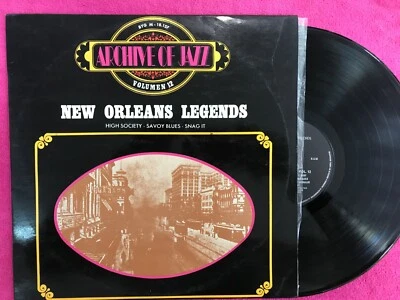 ARCHIVE OF JAZZ
VOLUMEN 12
NEW ORLEANS LEGENDS
HIGH SOCIETY - SAVOY BLUES - SNAG IT